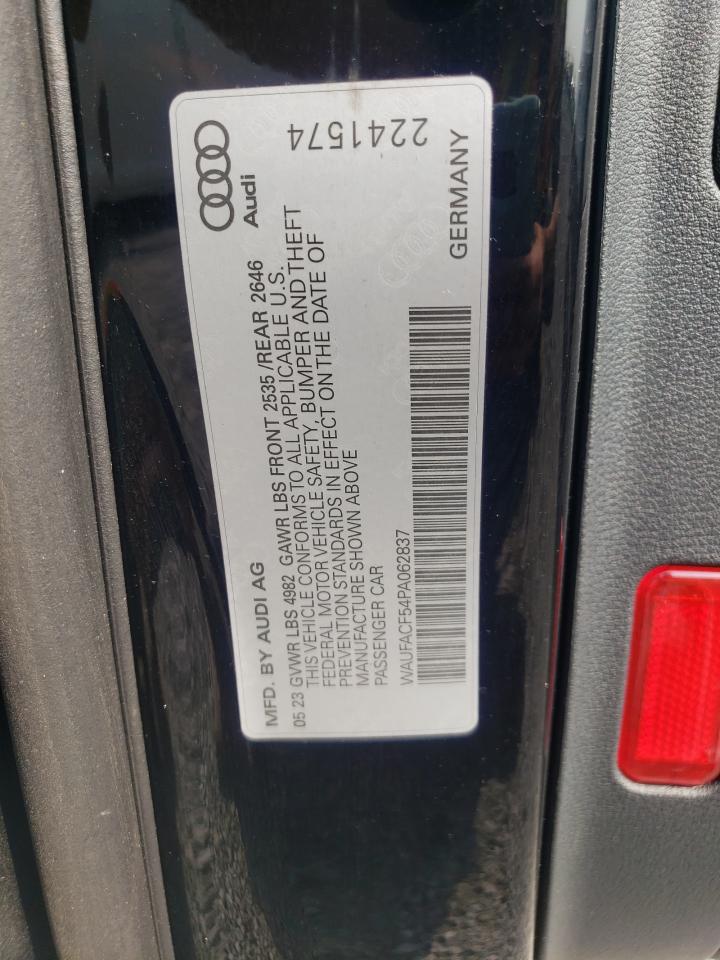 Audi
2241574
GERMANY
MFD. BY AUDI AG
05 23 GVWR LBS 4982 GAWR LBS FRONT 2535 /REAR 2646
THIS VEHICLE CONFORMS TO ALL APPLICABLE U.S.
FEDERAL MOTOR VEHICLE SAFETY, BUMPER AND THEFT
PREVENTION STANDARDS IN EFFECT ON THE DATE OF
MANUFACTURE SHOWN ABOVE
PASSENGER CAR
WAUFACF54PA062837